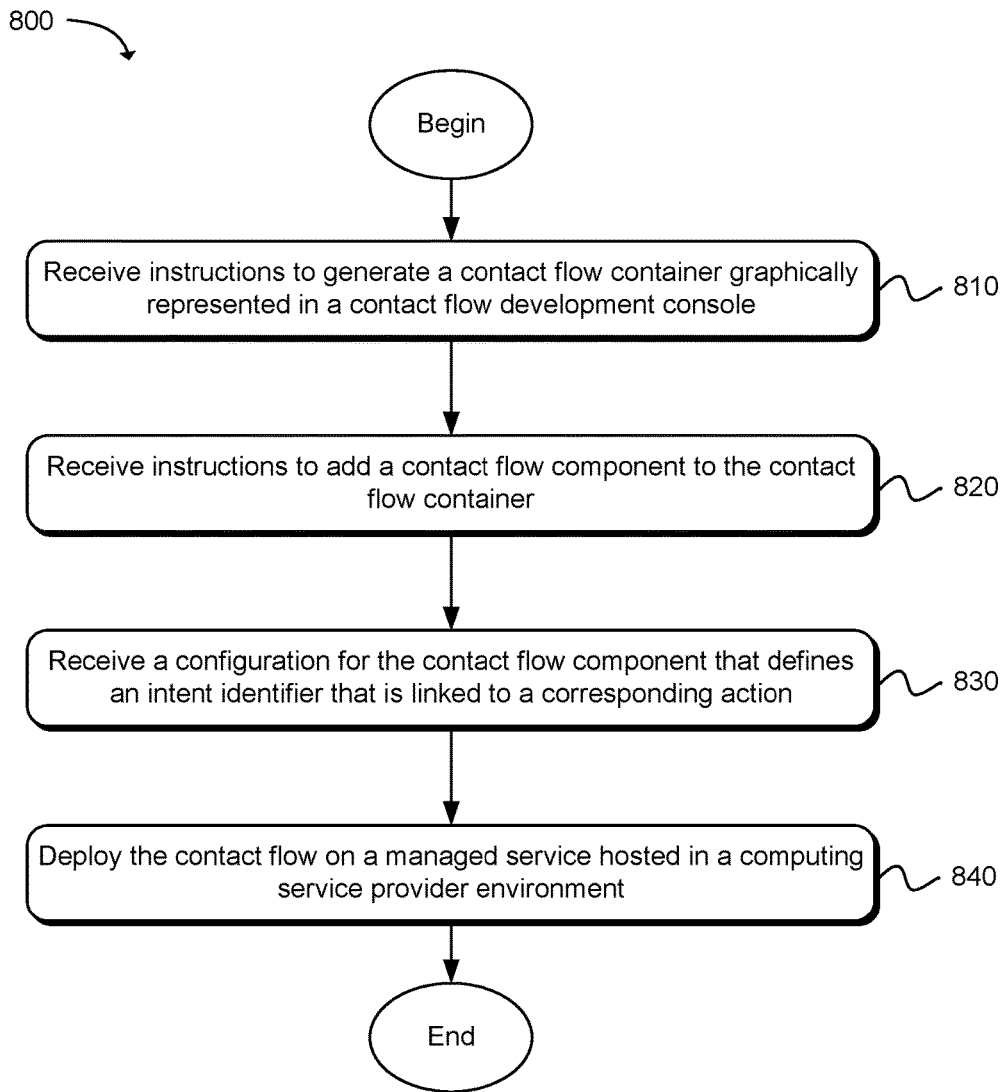 800
Begin
Receive instructions to generate a contact flow container graphically
represented in a contact flow development console
810
Receive instructions to add a contact flow component to the contact
flow container
820
Receive a configuration for the contact flow component that defines
an intent identifier that is linked to a corresponding action
830
Deploy the contact flow on a managed service hosted in a computing
service provider environment
840
End